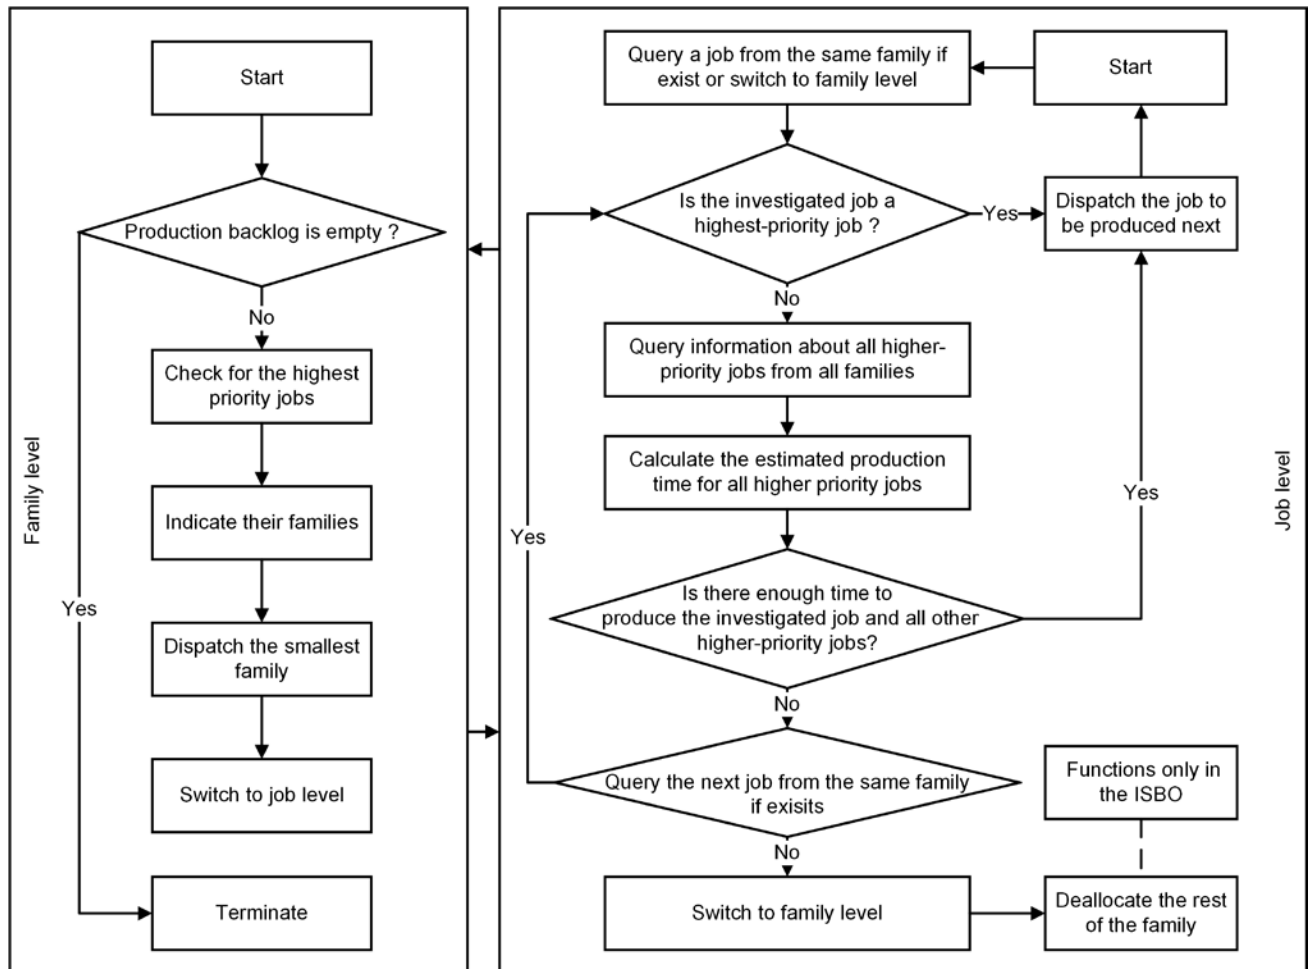 Start
Production backlog is empty ?
No
Check for the highest
priority jobs
Indicate their families
Yes
Dispatch the smallest
family
Switch to job level
Terminate
Family level
Query a job from the same family if
exist or switch to family level
Start
Is the investigated job a
highest-priority job ?
Yes
Dispatch the job to
be produced next
No
Query information about all higher-
priority jobs from all families
Calculate the estimated production
time for all higher priority jobs
Yes
Yes
Is there enough time to
produce the investigated job and all other
higher-priority jobs?
No
Query the next job from the same family
if exisits
Functions only in
the ISBO
No
Switch to family level
Deallocate the rest
of the family
Job level